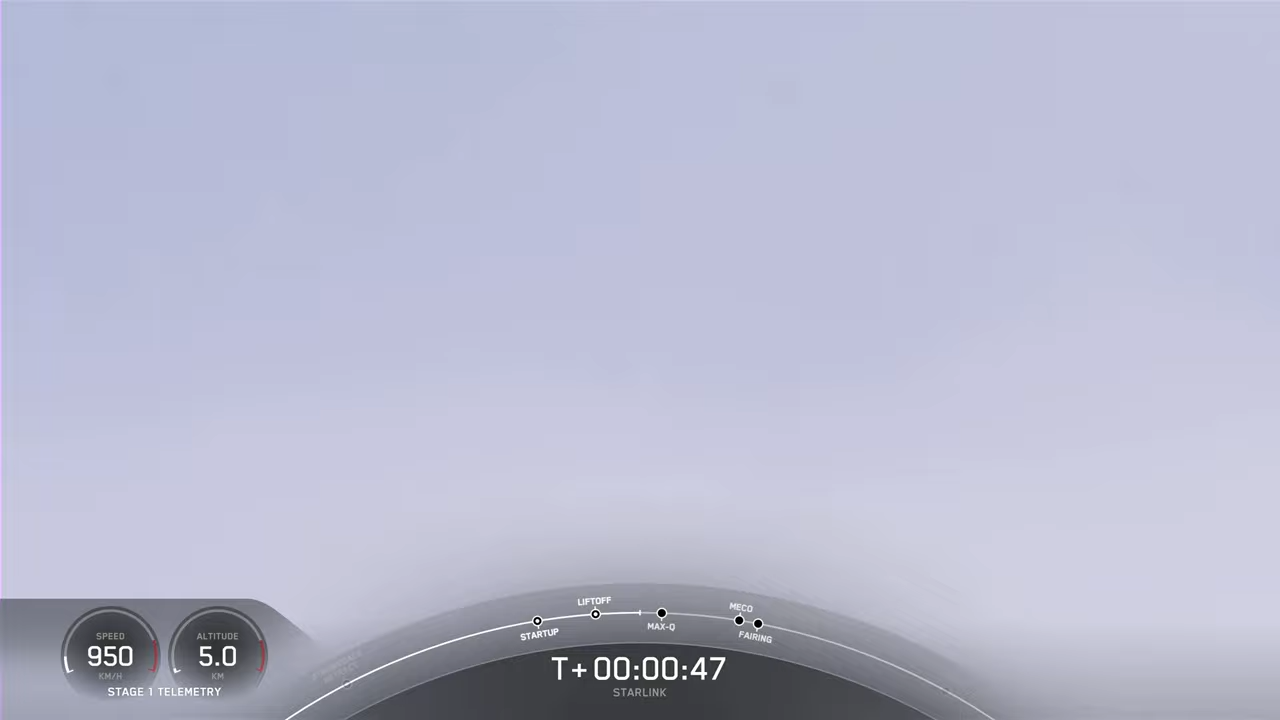 LIFTOFF
MECO
STARTUP
MAX-Q
FAIRING
SPEED
950
KM/H
ALTITUDE
5.0
KM
STAGE 1 TELEMETRY
T+00:00:47
STARLINK